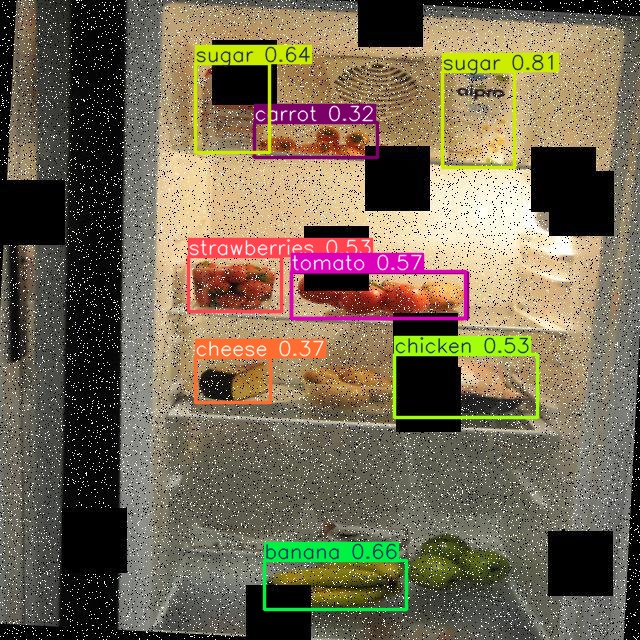 sugar 0.64
sugar 0.81
alpro
carrot 0.32
strawberries 0.53
tomato 0.57
chicken 0.53
cheese 0.37
banana 0.66